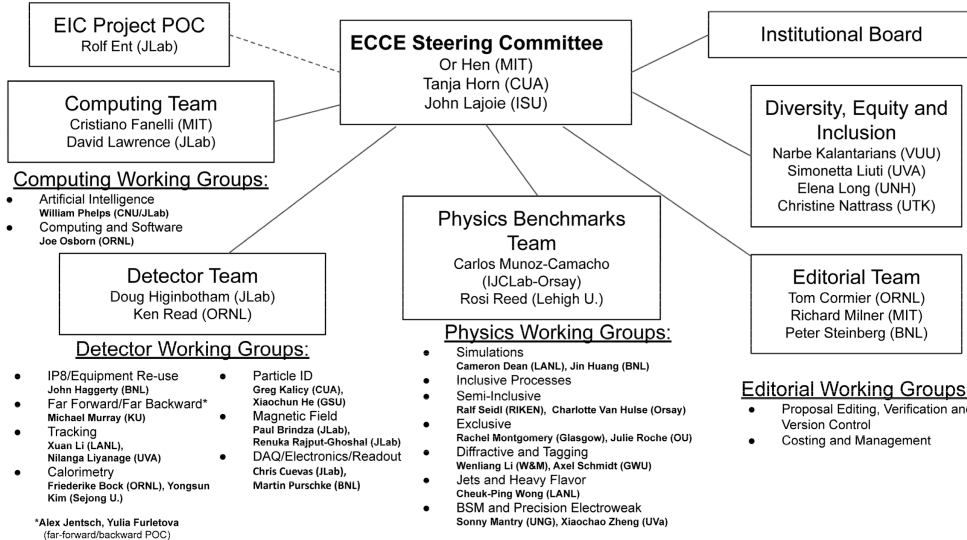 EIC Project POC
Rolf Ent (JLab)
ECCE Steering Committee
Or Hen (MIT)
Tanja Horn (CUA)
John Lajoie (ISU)
Institutional Board
Computing Team
Cristiano Fanelli (MIT)
David Lawrence (JLab)
Diversity, Equity and
Inclusion
Narbe Kalantarians (VUU)
Simonetta Liuti (UVA)
Elena Long (UNH)
Christine Nattrass (UTK)
Computing Working Groups:
● Artificial Intelligence
William Phelps (CNU/JLab)
● Computing and Software
Joe Osborn (ORNL)
Detector Team
Doug Higinbotham (JLab)
Ken Read (ORNL)
Physics Benchmarks
Team
Carlos Munoz-Camacho
(IJCLab-Orsay)
Rosi Reed (Lehigh U.)
Editorial Team
Tom Cormier (ORNL)
Richard Milner (MIT)
Peter Steinberg (BNL)
Detector Working Groups:
● IP8/Equipment Re-use
John Haggerty (BNL)
● Far Forward/Far Backward*
Michael Murray (KU)
● Tracking
Xuan Li (LANL),
Nilanga Liyanage (UVA)
● Calorimetry
Friederike Bock (ORNL), Yongsun
Kim (Sejong U.)
● Particle ID
Greg Kalicy (CUA),
Xiaochun He (GSU)
● Magnetic Field
Paul Brindza (JLab),
Renuka Rajput-Ghoshal (JLab)
● DAQ/Electronics/Readout
Chris Cuevas (JLab),
Martin Purschke (BNL)
*Alex Jentsch, Yulia Furletova
(far-forward/backward POC)
Physics Working Groups:
● Simulations
Cameron Dean (LANL), Jin Huang (BNL)
● Inclusive Processes
● Semi-Inclusive
Ralf Seidl (RIKEN), Charlotte Van Hulse (Orsay)
● Exclusive
Rachel Montgomery (Glasgow), Julie Roche (OU)
● Diffractive and Tagging
Wenliang Li (W&M), Axel Schmidt (GWU)
● Jets and Heavy Flavor
Cheuk-Ping Wong (LANL)
● BSM and Precision Electroweak
Sonny Mantry (UNG), Xiaochao Zheng (UVa)
Editorial Working Groups
● Proposal Editing, Verification and
Version Control
● Costing and Management